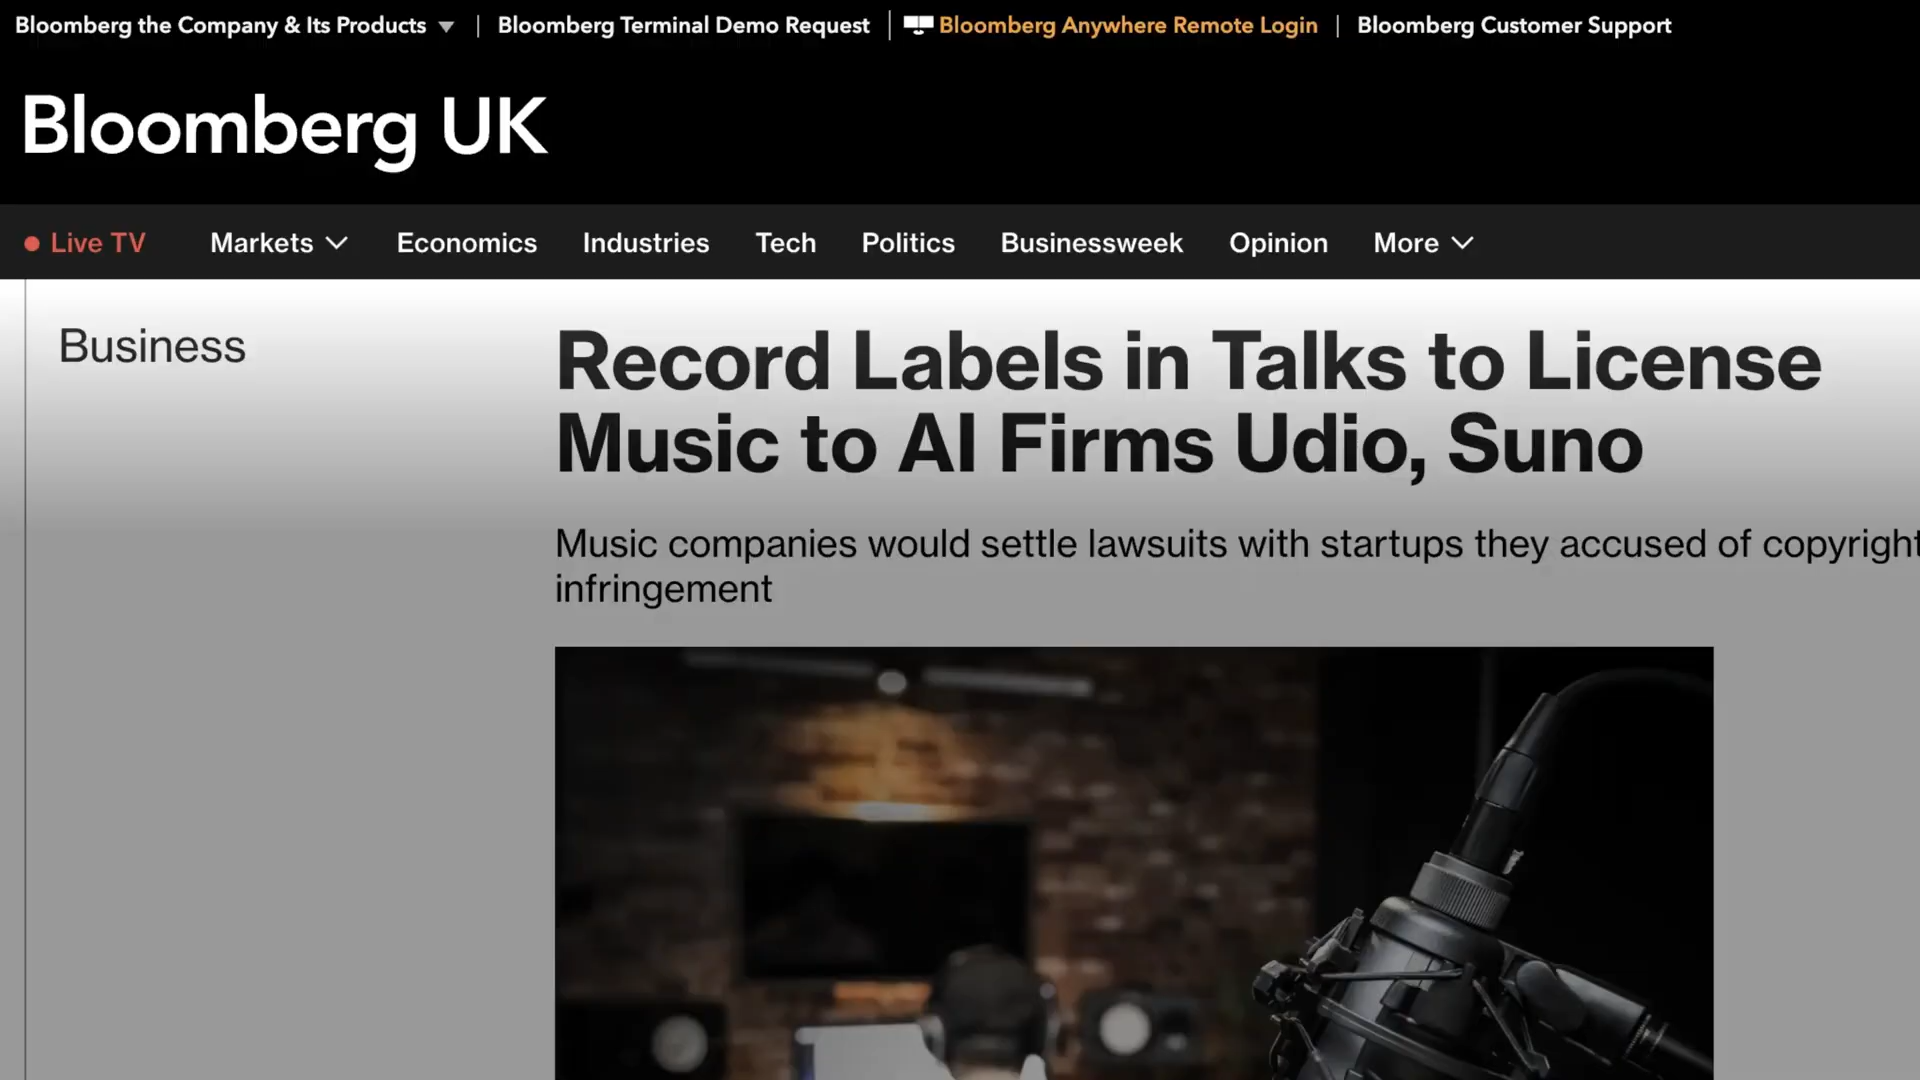 Bloomberg the Company & Its Products
Bloomberg Terminal Demo Request
Bloomberg Anywhere Remote Login
Bloomberg Customer Support
Bloomberg UK
Live TV
Markets
Economics
Industries
Tech
Politics
Businessweek
Opinion
More
Business
Record Labels in Talks to License
Music to AI Firms Udio, Suno
Music companies would settle lawsuits with startups they accused of copyright
infringement